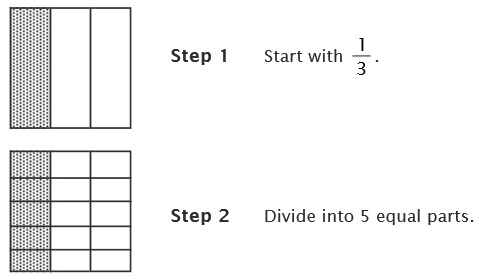 Step 1 Start with 1/3.
Step 2 Divide into 5 equal parts.